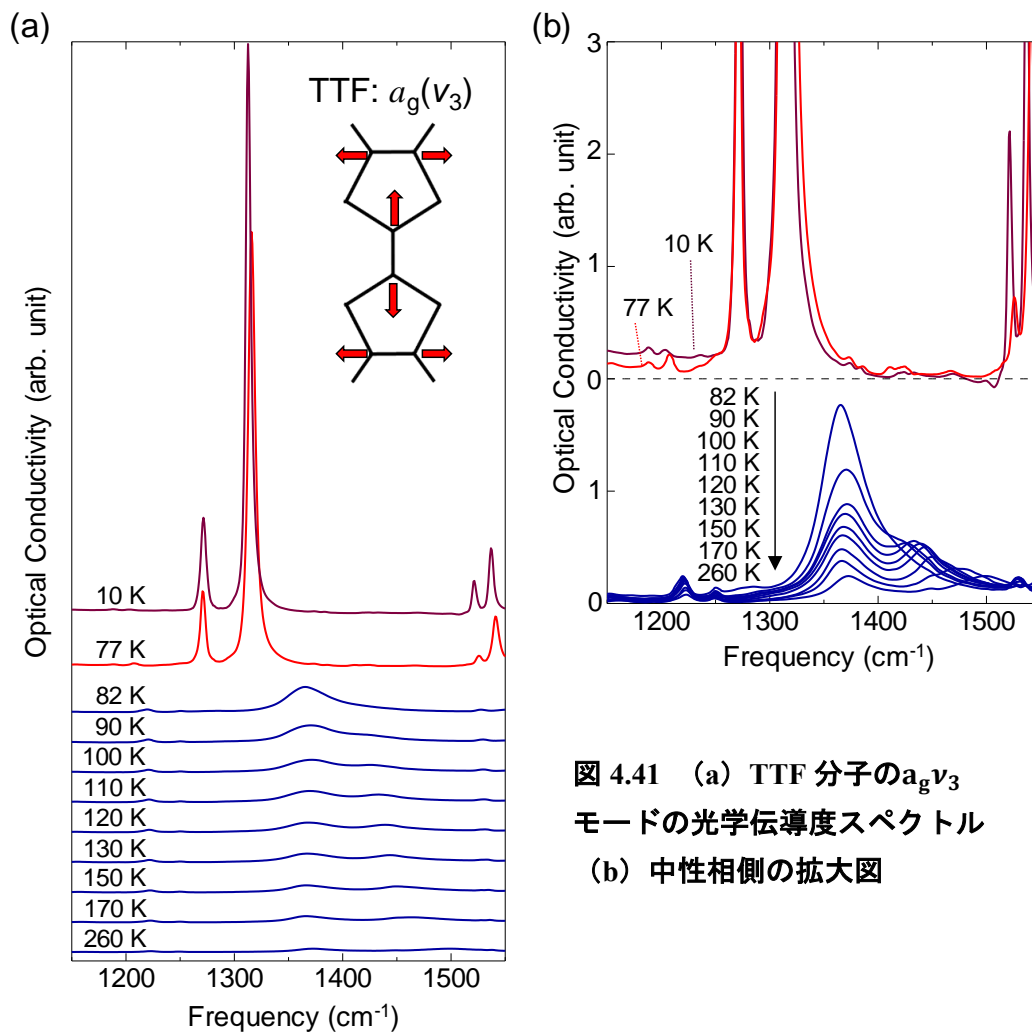 (a)
TTF: a_g(ν_3)
Optical Conductivity (arb. unit)
10 K
77 K
82 K
90 K
100 K
110 K
120 K
130 K
150 K
170 K
260 K
1200 1300 1400 1500
Frequency (cm⁻¹)
(b)
3
2
1
0
1
0
Optical Conductivity (arb. unit)
10 K
77 K
82 K
90 K
100 K
110 K
120 K
130 K
150 K
170 K
260 K
1200 1300 1400 1500
Frequency (cm⁻¹)
図 4.41 (a) TTF 分子のa_gν_3
モードの光学伝導度スペクトル
(b) 中性相側の拡大図